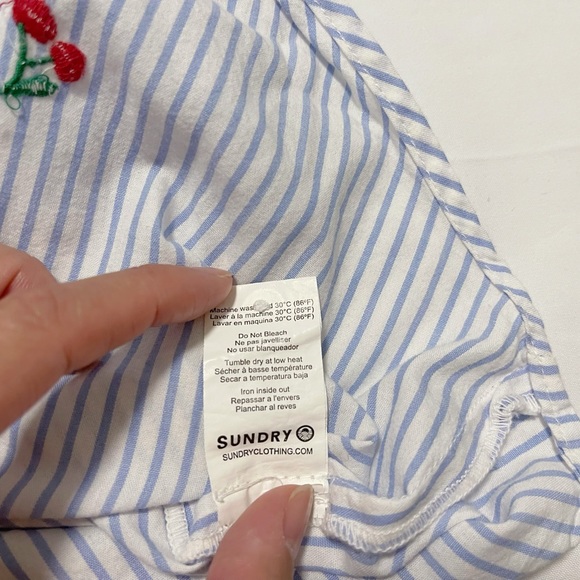 Machine was 30°C (86°F)
Laver à la machine 30°C (86°F)
Lavar en maquina 30°C (86°F)
Do Not Bleach
Ne pas javelliser
No usar blanqueador
Tumble dry at low heat
Sécher à basse température
Secar a temperatura baja
Iron inside out
Repasser a l'envers
Planchar al reves
SUNDRY
SUNDRYCLOTHING.COM